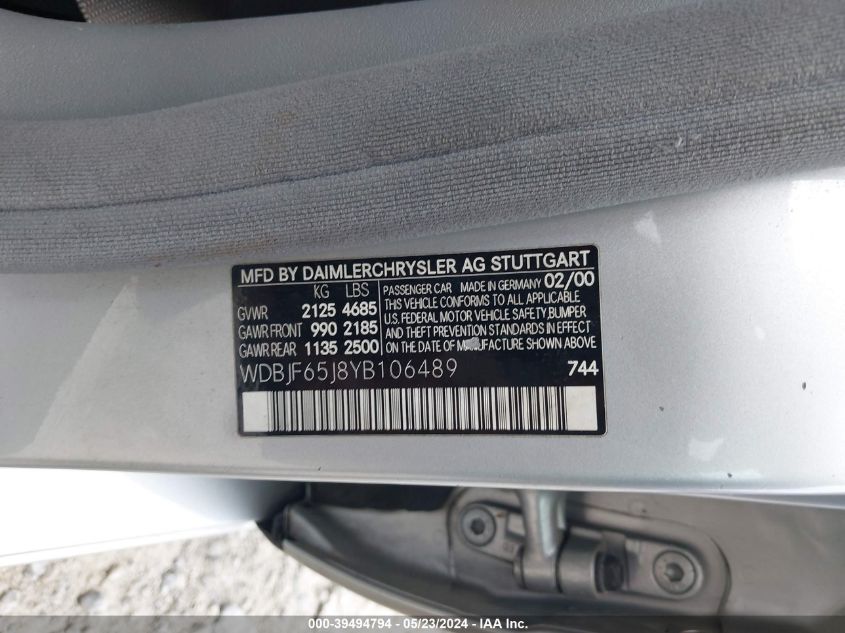 MFD BY DAIMLERCHRYSLER AG STUTTGART
KG LBS
GVWR 2125 4685
GAWR FRONT 990 2185
GAWR REAR 1135 2500
PASSENGER CAR MADE IN GERMANY 02/00
THIS VEHICLE CONFORMS TO ALL APPLICABLE
U.S. FEDERAL MOTOR VEHICLE SAFETY,BUMPER
AND THEFT PREVENTION STANDARDS IN EFFECT
ON THE DATE OF MANUFACTURE SHOWN ABOVE
WDBJF65J8YB106489 744
000-39494794 - 05/23/2024 - IAA Inc.